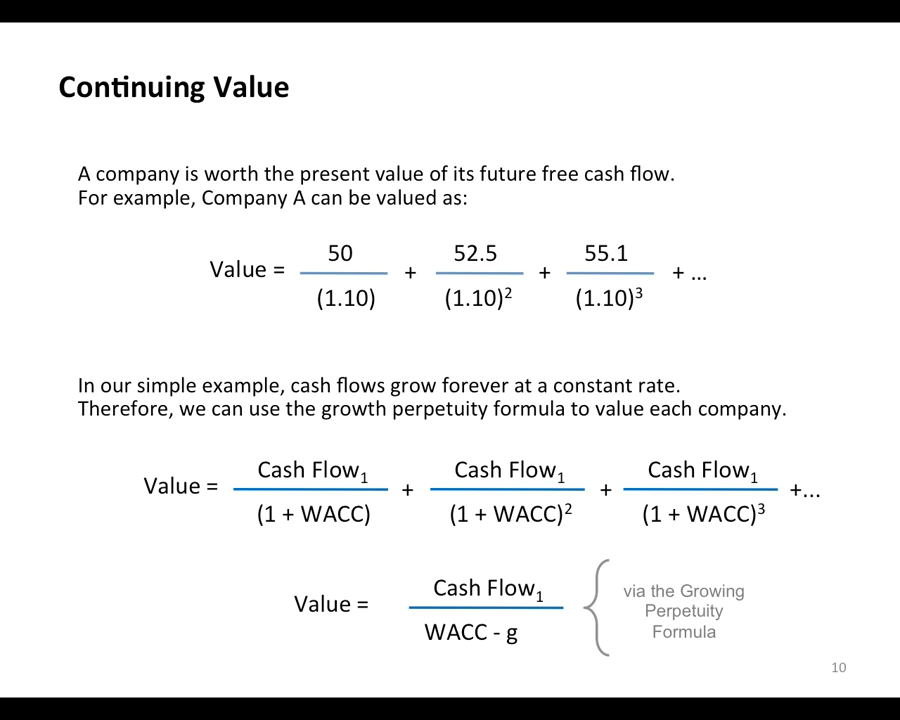 Continuing Value
A company is worth the present value of its future free cash flow.
For example, Company A can be valued as:
50 52.5 55.1
Value = + + + ...
(1.10) (1.10)² (1.10)³
In our simple example, cash flows grow forever at a constant rate.
Therefore, we can use the growth perpetuity formula to value each company.
Cash Flow₁ Cash Flow₁ Cash Flow₁
Value = + + +...
(1 + WACC) (1 + WACC)² (1 + WACC)³
Cash Flow₁
Value =
WACC - g
via the Growing
Perpetuity
Formula
10